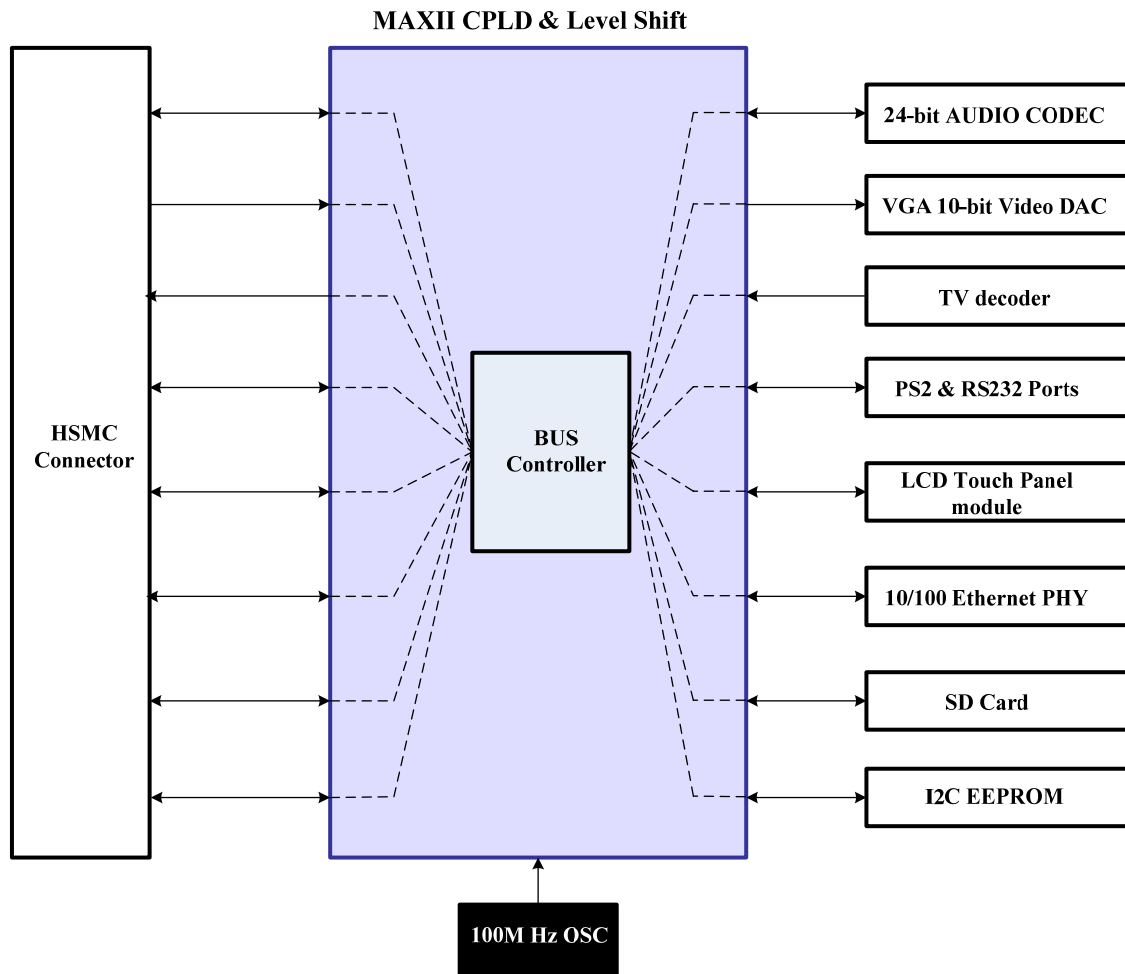 MAXII CPLD & Level Shift
HSMC
Connector
BUS
Controller
24-bit AUDIO CODEC
VGA 10-bit Video DAC
TV decoder
PS2 & RS232 Ports
LCD Touch Panel
module
10/100 Ethernet PHY
SD Card
I2C EEPROM
100M Hz OSC